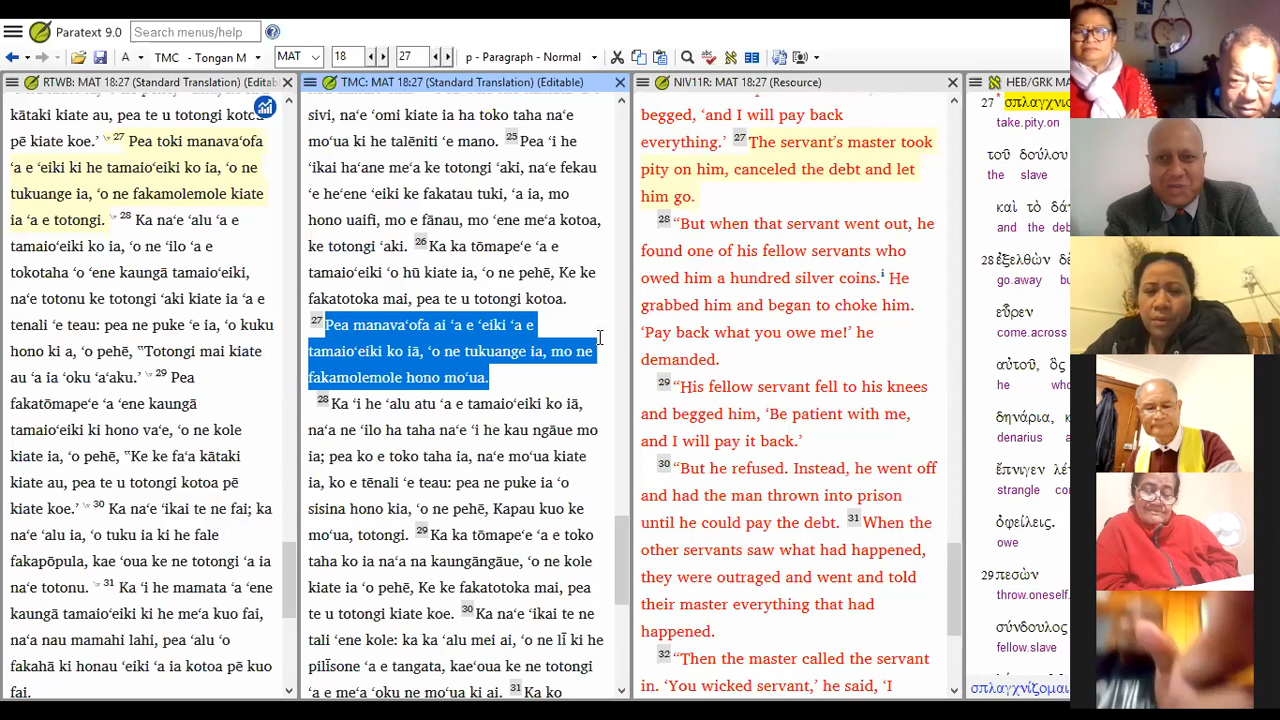 Paratext 9.0
Search menus/help
TMC - Tongan M
MAT
18
27
p - Paragraph - Normal
RTWB: MAT 18:27 (Standard Translation) (Editab
kātaki kiate au, pea te u totongi kotoa
pē kiate koe.’ 27 Pea toki manavaʻofa
ʻa e ʻeiki ki he tamaioʻeiki ko ia, ʻo ne
tukuange ia, ʻo ne fakamolemole kiate
ia ʻa e totongi. 28 Ka naʻe ʻalu ʻa e
tamaioʻeiki ko ia, ʻo ne ʻilo ʻa e
tokotaha ʻo ʻene kaungā tamaioʻeiki,
naʻe totonu ke totongi ʻaki kiate ia ʻa e
tenali ʻe teau: pea ne puke ʻe ia, ʻo kuku
hono ki a, ʻo pehē, “Totongi mai kiate
au ʻa ia ʻoku ʻaʻaku.’ 29 Pea
fakatōmapeʻe ʻa ʻene kaungā
tamaioʻeiki ki hono vaʻe, ʻo ne kole
kiate ia, ʻo pehē, “Ke ke faʻa kātaki
kiate au, pea te u totongi kotoa pē
kiate koe.’ 30 Ka naʻe ʻikai te ne fai; ka
naʻe ʻalu ia, ʻo tuku ia ki he fale
fakapōpula, kae ʻoua ke ne totongi ʻa ia
naʻe totonu. 31 Ka ʻi he mamata ʻa ʻene
kaungā tamaioʻeiki ki he meʻa kuo fai,
naʻa nau mamahi lahi, pea ʻalu ʻo
fakahā ki honau ʻeiki ʻa ia kotoa pē kuo
fai.
TMC: MAT 18:27 (Standard Translation) (Editable)
sivi, naʻe ʻomi kiate ia ha toko taha naʻe
moʻua ki he talēniti ʻe mano. 25 Pea ʻi he
ʻikai haʻane meʻa ke totongi ʻaki, naʻe fekau
ʻe heʻene ʻeiki ke fakatau tuki, ʻa ia, mo
hono uaifi, mo e fānau, mo ʻene meʻa kotoa,
ke totongi ʻaki. 26 Ka ka tōmapeʻe ʻa e
tamaioʻeiki ʻo hū kiate ia, ʻo ne pehē, Ke ke
fakatotoka mai, pea te u totongi kotoa.
27 Pea manavaʻofa ai ʻa e ʻeiki ʻa e
tamaioʻeiki ko iā, ʻo ne tukuange ia, mo ne
fakamolemole hono moʻua.
28 Ka ʻi he ʻalu atu ʻa e tamaioʻeiki ko iā,
naʻa ne ʻilo ha taha naʻe ʻi he kau ngāue mo
ia; pea ko e toko taha ia, naʻe moʻua kiate
ia, ko e tēnali ʻe teau: pea ne puke ia ʻo
sisina hono kia, ʻo ne pehē, Kapau kuo ke
moʻua, totongi. 29 Ka ka tōmapeʻe ʻa e toko
taha ko ia naʻa na kaungāngāue, ʻo ne kole
kiate ia ʻo pehē, Ke ke fakatotoka mai, pea
te u totongi kiate koe. 30 Ka naʻe ʻikai te ne
tali ʻene kole: ka ka ʻalu mei ai, ʻo ne lī ki he
pilīsone ʻa e tangata, kaeʻoua ke ne totongi
ʻa e meʻa ʻoku ne moʻua ki ai. 31 Ka ko
NIV11R: MAT 18:27 (Resource)
begged, ‘and I will pay back
everything.’ 27 The servant’s master took
pity on him, canceled the debt and let
him go.
28 “But when that servant went out, he
found one of his fellow servants who
owed him a hundred silver coins.i He
grabbed him and began to choke him.
‘Pay back what you owe me!’ he
demanded.
29 “His fellow servant fell to his knees
and begged him, ‘Be patient with me,
and I will pay it back.’
30 “But he refused. Instead, he went off
and had the man thrown into prison
until he could pay the debt. 31 When the
other servants saw what had happened,
they were outraged and went and told
their master everything that had
happened.
32 “Then the master called the servant
in. ‘You wicked servant,’ he said, ‘I
HEB/GRK MA
27 σπλαγχνισ
take.pity.on
τοῦ δούλου
the slave
καὶ τὸ δά
and the deb
28 ἐξελθὼν δὲ
go.away bu
εὗρεν
come.across
αὐτοῦ, ὃς
he who
δηνάρια,
denarius a
ἔπνιγεν λέγ
strangle co
ὀφείλεις.
owe
29 πεσὼν
throw.oneself.
σύνδουλος
fellow.slave
σπλαγχνίζομαι